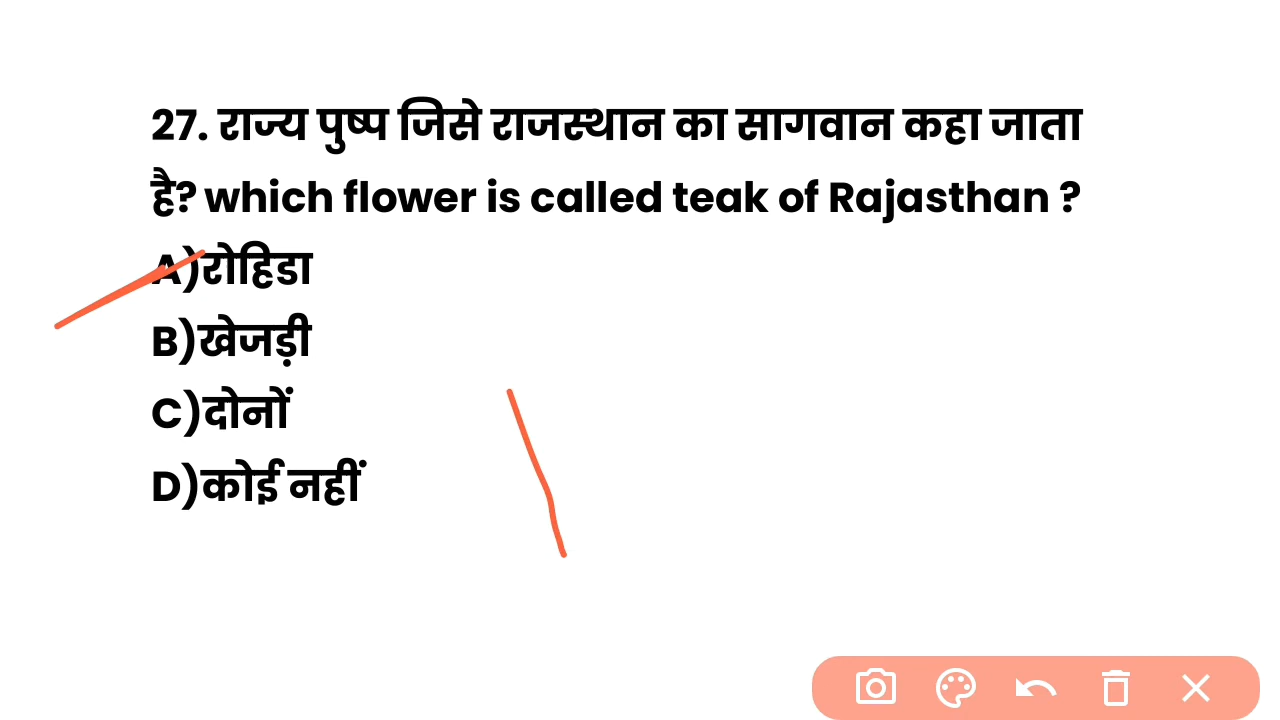 27. राज्य पुष्प जिसे राजस्थान का सागवान कहा जाता
है? which flower is called teak of Rajasthan ?
A)रोहिडा
B)खेजड़ी
C)दोनों
D)कोई नहीं